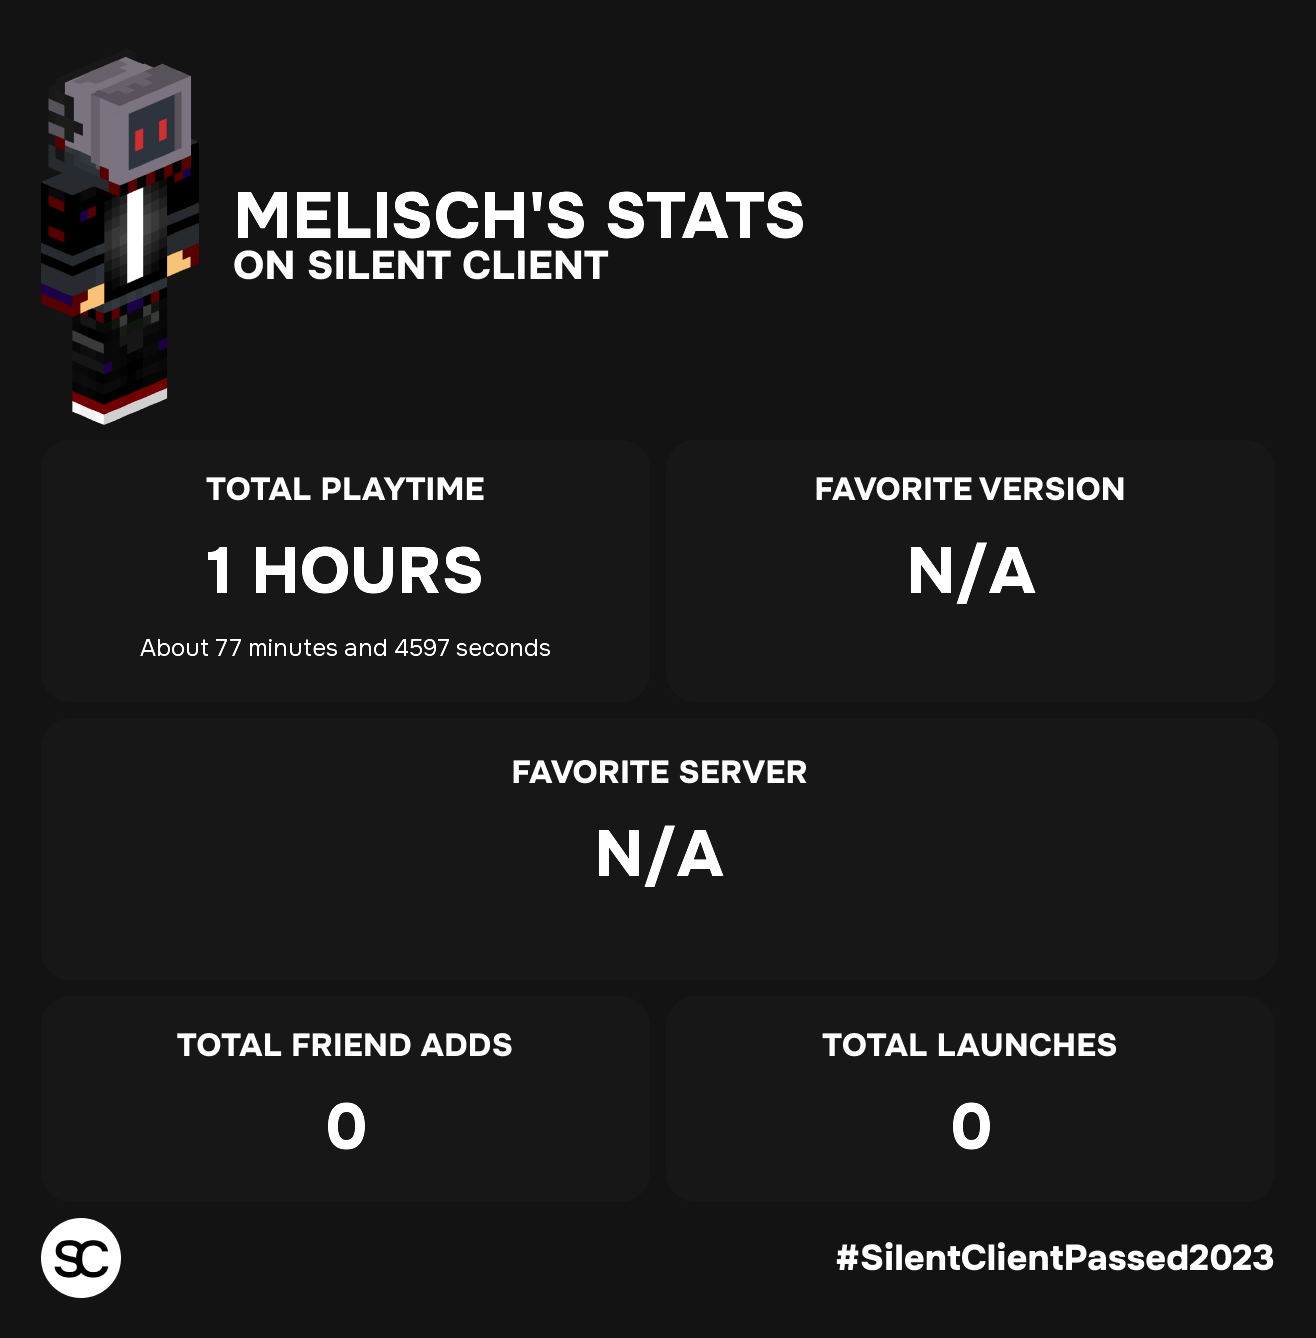 MELISCH'S STATS
ON SILENT CLIENT
TOTAL PLAYTIME
1 HOURS
About 77 minutes and 4597 seconds
FAVORITE VERSION
N/A
FAVORITE SERVER
N/A
TOTAL FRIEND ADDS
0
TOTAL LAUNCHES
0
SC
#SilentClientPassed2023